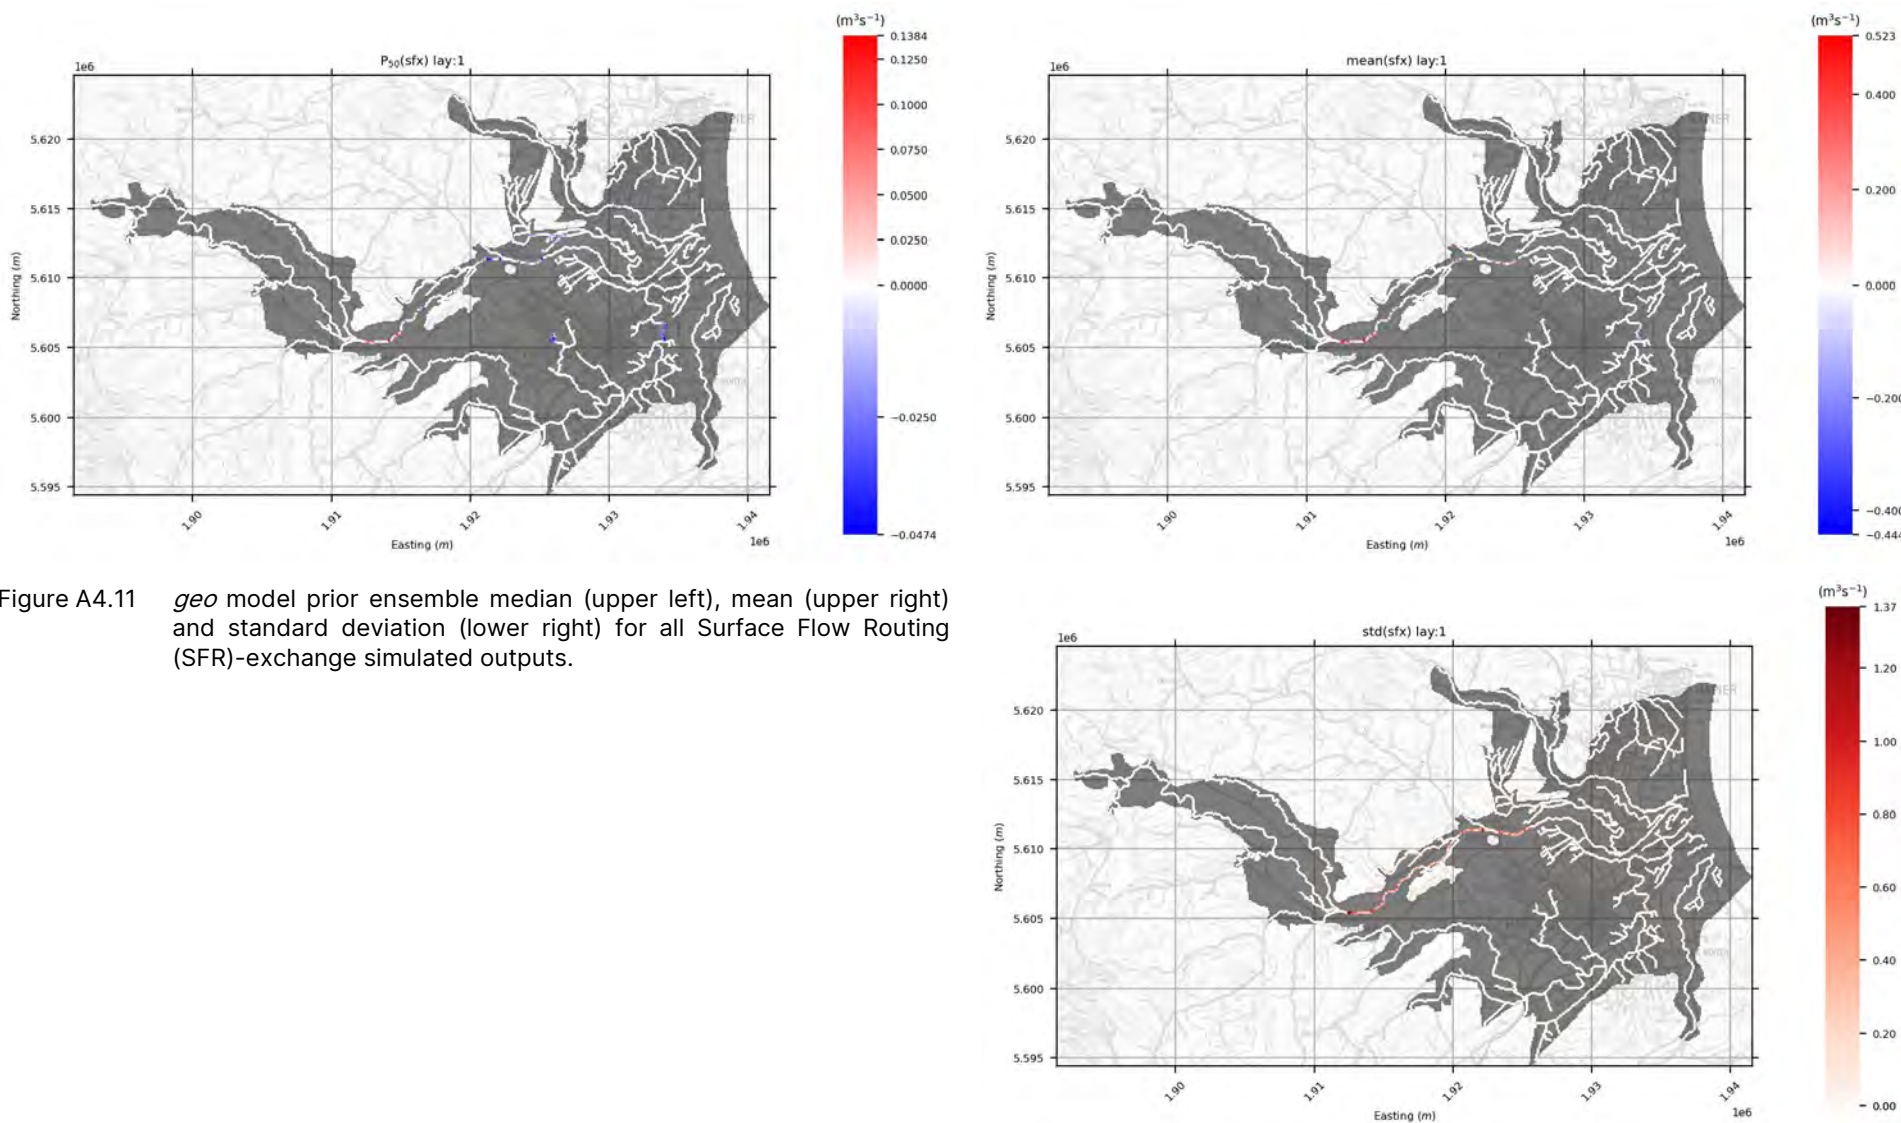 (m³s⁻¹)
0.1384
0.1250
0.1000
0.0750
0.0500
0.0250
0.0000
−0.0250
−0.0474
P₅₀(sfx) lay:1
1e6
5.620
5.615
5.610
5.605
5.600
5.595
Northing (m)
1.90
1.91
1.92
1.93
1.94
1e6
Easting (m)
(m³s⁻¹)
0.523
0.400
0.200
0.000
−0.200
−0.400
−0.444
mean(sfx) lay:1
1e6
5.620
5.615
5.610
5.605
5.600
5.595
Northing (m)
1.90
1.91
1.92
1.93
1.94
1e6
Easting (m)
Figure A4.11 geo model prior ensemble median (upper left), mean (upper right)
and standard deviation (lower right) for all Surface Flow Routing
(SFR)-exchange simulated outputs.
(m³s⁻¹)
1.37
1.20
1.00
0.80
0.60
0.40
0.20
0.00
std(sfx) lay:1
1e6
5.620
5.615
5.610
5.605
5.600
5.595
Northing (m)
1.90
1.91
1.92
1.93
1.94
1e6
Easting (m)